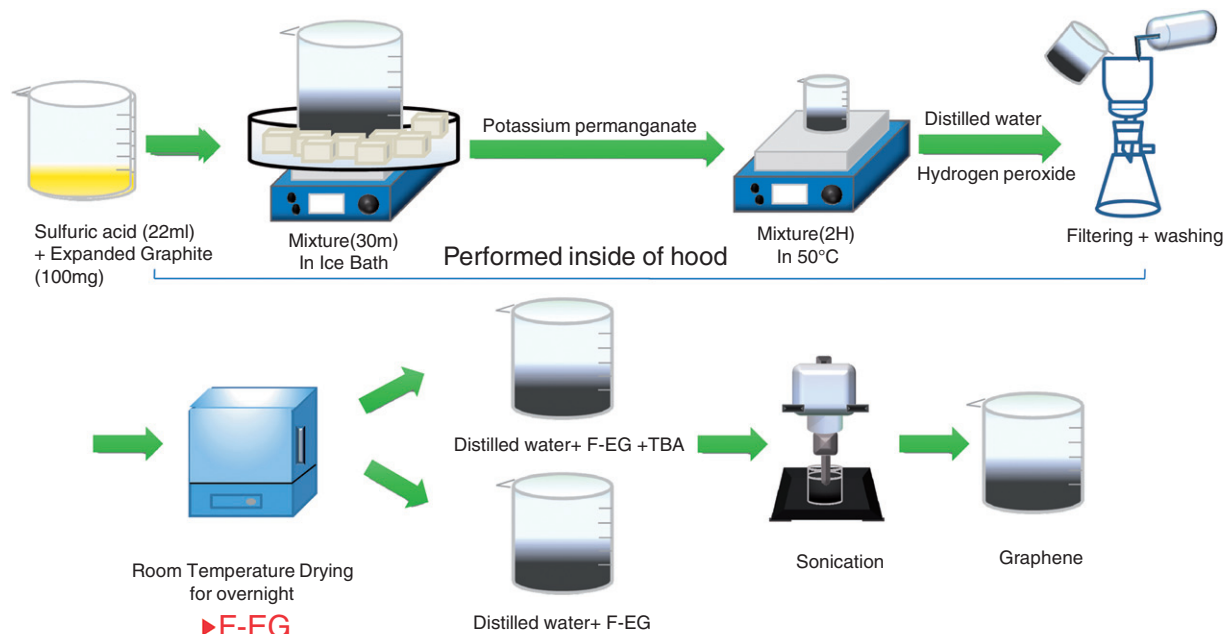 Sulfuric acid (22ml)
+ Expanded Graphite
(100mg)
Mixture(30m)
In Ice Bath
Potassium permanganate
Mixture(2H)
In 50°C
Distilled water
Hydrogen peroxide
Filtering + washing
Performed inside of hood
Room Temperature Drying
for overnight
▶F-EG
Distilled water+ F-EG +TBA
Distilled water+ F-EG
Sonication
Graphene